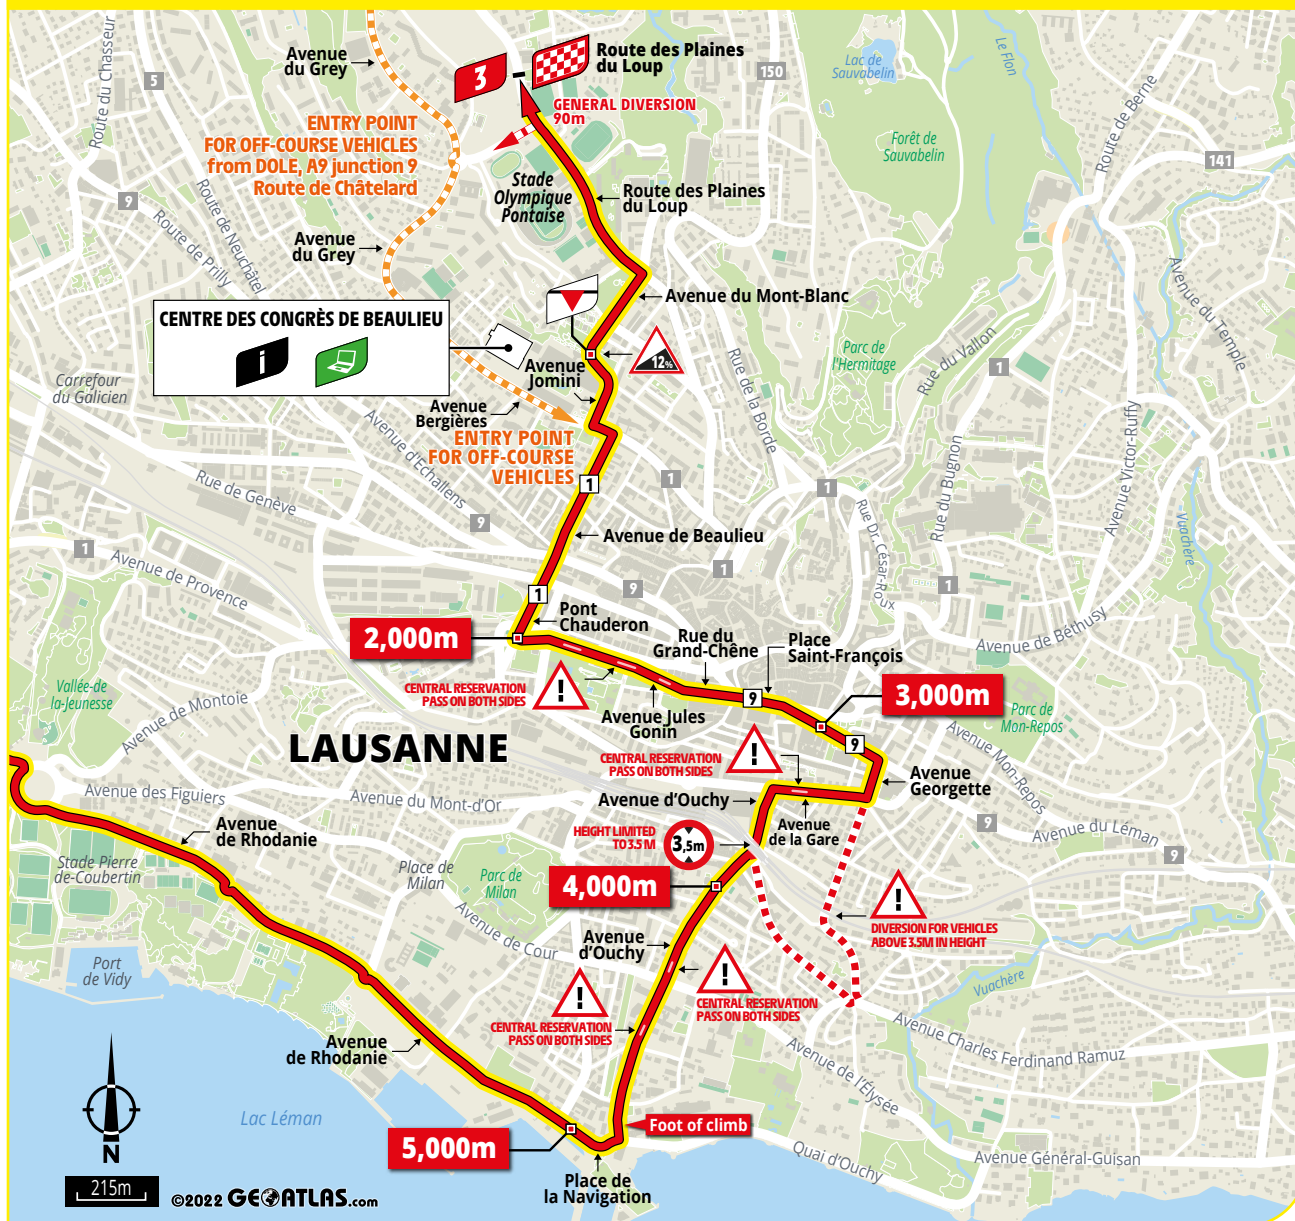 Avenue
du Grey
3
Route des Plaines
du Loup
150
Lac de
Sauvabelin
Le Flon
5
Route du Chasseur
GENERAL DIVERSION
90m
ENTRY POINT
FOR OFF-COURSE VEHICLES
from DOLE, A9 junction 9
Route de Châtelard
Forêt de
Sauvabelin
Route de Berne
141
9
Route de Neuchâtel
Route de Prilly
Stade
Olympique
Pontaise
Route des Plaines
du Loup
Avenue
du Grey
Avenue du Mont-Blanc
Avenue du Temple
CENTRE DES CONGRÈS DE BEAULIEU
i
12%
Avenue
Jomini
Parc de
l'Hermitage
Rue du Vallon
1
Rue de la Borde
Carrefour
du Galicien
Avenue
Bergières
Avenue d'Echallens
ENTRY POINT
FOR OFF-COURSE
VEHICLES
1
1
1
Rue de Genève
9
Rue du Bugnon
Avenue Victor-Ruffy
Vuachère
Rue Dr. César-Roux
Avenue de Beaulieu
1
Avenue de Provence
1
9
1
1
Pont
Chauderon
2,000m
Rue du
Grand-Chêne
Place
Saint-François
Avenue de Béthusy
CENTRAL RESERVATION
PASS ON BOTH SIDES
!
9
3,000m
Vallée-de
la-Jeunesse
Avenue de Montoie
Avenue Jules
Gonin
Parc de
Mon-Repos
LAUSANNE
CENTRAL RESERVATION
PASS ON BOTH SIDES
!
9
Avenue Mon-Repos
Avenue
Georgette
Avenue des Figuiers
Avenue du Mont-d'Or
Avenue d'Ouchy
Avenue
de la Gare
9
Avenue du Léman
9
Avenue
de Rhodanie
HEIGHT LIMITED
TO 3.5 M
3,5m
Stade Pierre
de-Coubertin
Place de
Milan
Parc de
Milan
4,000m
!
DIVERSION FOR VEHICLES
ABOVE 3.5M IN HEIGHT
Avenue de Cour
Avenue
d'Ouchy
Port
de Vidy
!
CENTRAL RESERVATION
PASS ON BOTH SIDES
!
CENTRAL RESERVATION
PASS ON BOTH SIDES
Vuachère
Avenue Charles Ferdinand Ramuz
Avenue
de Rhodanie
Avenue de l'Élysée
Lac Léman
Foot of climb
5,000m
Quai d'Ouchy
Avenue Général-Guisan
N
Place de
la Navigation
215m
©2022 GEOATLAS.com